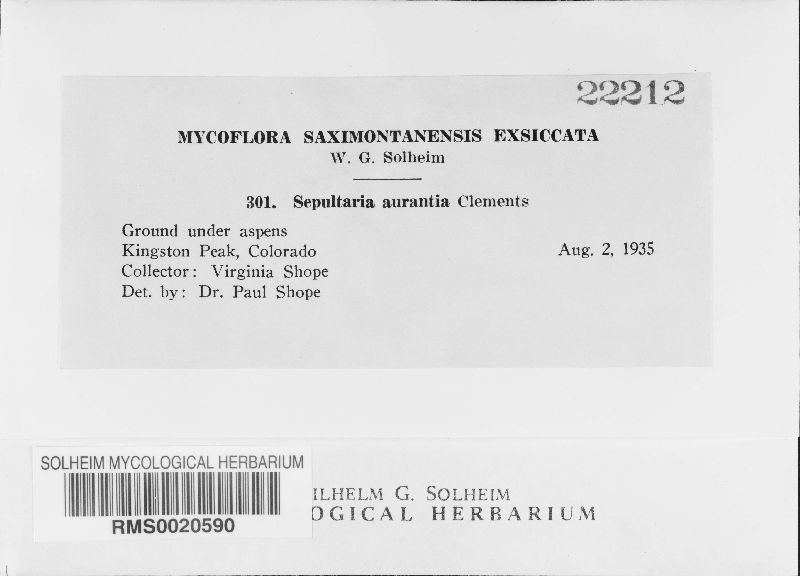 22212
MYCOFLORA SAXIMONTANENSIS EXSICCATA
W. G. Solheim
301. Sepultaria aurantia Clements
Ground under aspens
Kingston Peak, Colorado Aug. 2, 1935
Collector: Virginia Shope
Det. by: Dr. Paul Shope
SOLHEIM MYCOLOGICAL HERBARIUM
RMS0020590
ILHELM G. SOLHEIM
OGICAL HERBARIUM